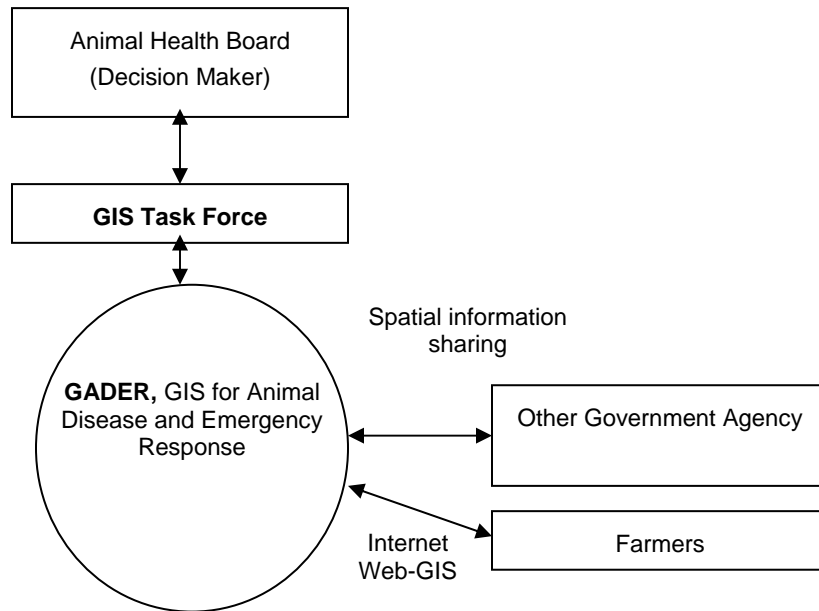 Animal Health Board
(Decision Maker)
GIS Task Force
Spatial information
sharing
GADER, GIS for Animal
Disease and Emergency
Response
Other Government Agency
Internet
Web-GIS
Farmers